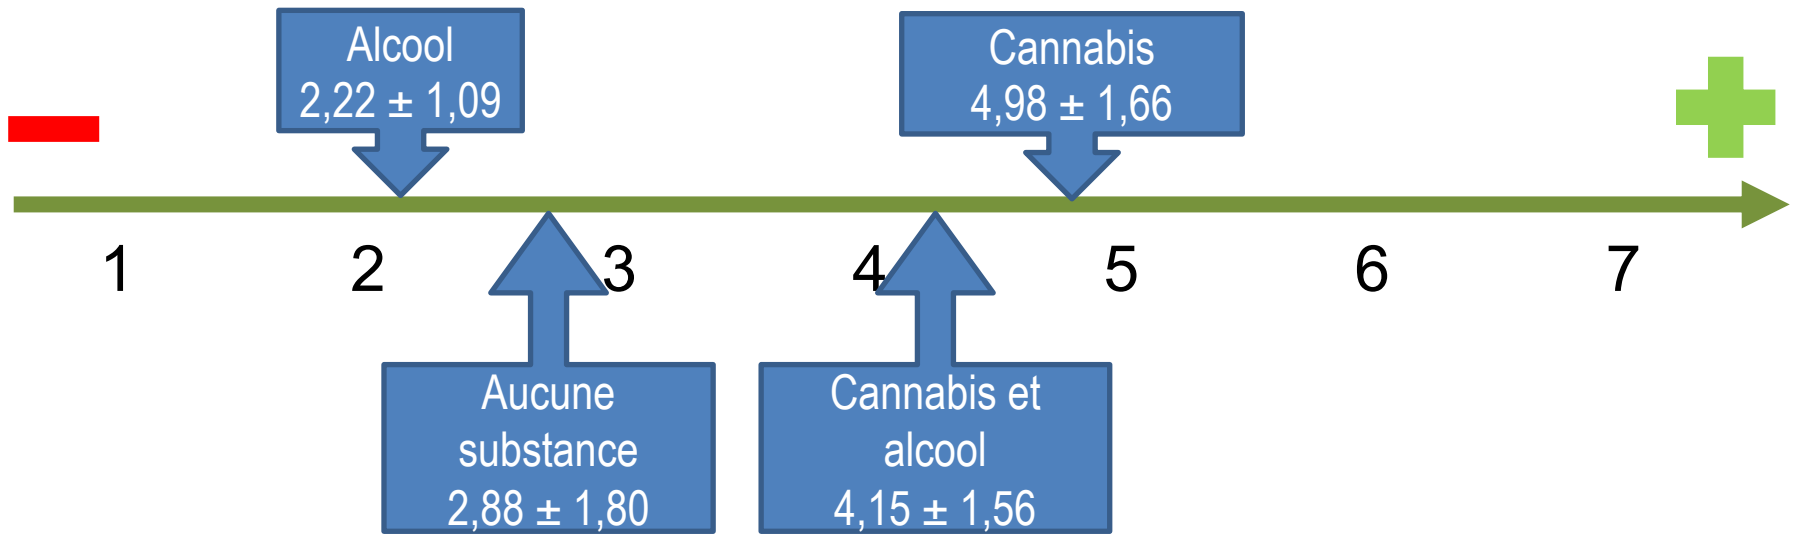 Alcool
2,22 ± 1,09
Cannabis
4,98 ± 1,66
1 2 3 4 5 6 7
Aucune
substance
2,88 ± 1,80
Cannabis et
alcool
4,15 ± 1,56